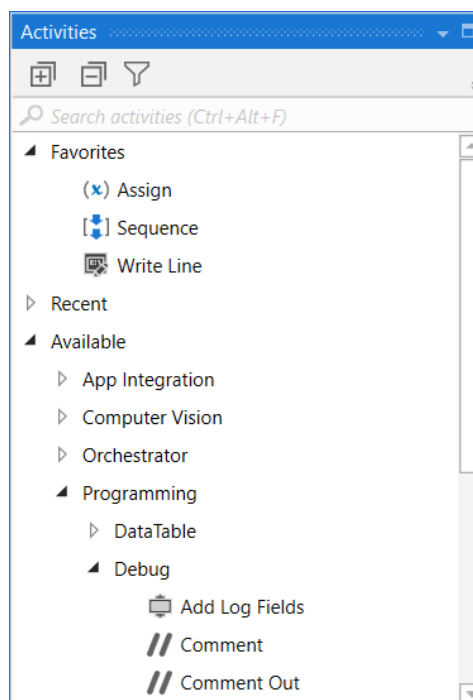 Activities
Search activities (Ctrl+Alt+F)
Favorites
Assign
Sequence
Write Line
Recent
Available
App Integration
Computer Vision
Orchestrator
Programming
DataTable
Debug
Add Log Fields
Comment
Comment Out